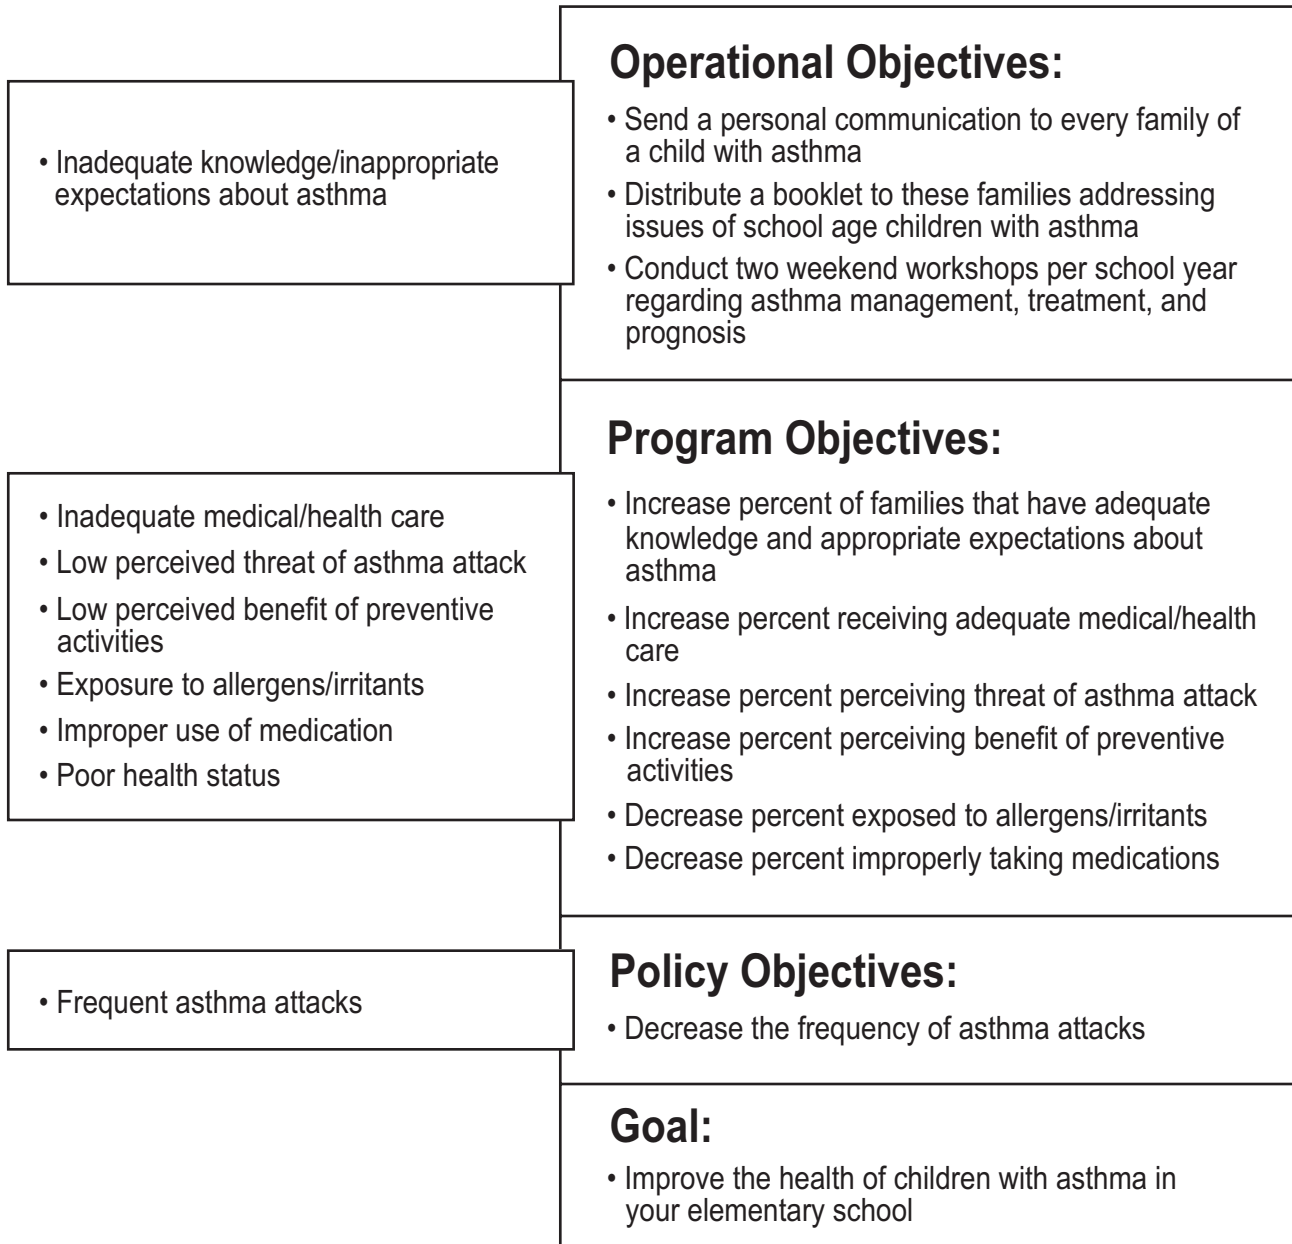 Operational Objectives:
• Inadequate knowledge/inappropriate
expectations about asthma
• Send a personal communication to every family of
a child with asthma
• Distribute a booklet to these families addressing
issues of school age children with asthma
• Conduct two weekend workshops per school year
regarding asthma management, treatment, and
prognosis
Program Objectives:
• Inadequate medical/health care
• Low perceived threat of asthma attack
• Low perceived benefit of preventive
activities
• Exposure to allergens/irritants
• Improper use of medication
• Poor health status
• Increase percent of families that have adequate
knowledge and appropriate expectations about
asthma
• Increase percent receiving adequate medical/health
care
• Increase percent perceiving threat of asthma attack
• Increase percent perceiving benefit of preventive
activities
• Decrease percent exposed to allergens/irritants
• Decrease percent improperly taking medications
Policy Objectives:
• Frequent asthma attacks
• Decrease the frequency of asthma attacks
Goal:
• Improve the health of children with asthma in
your elementary school